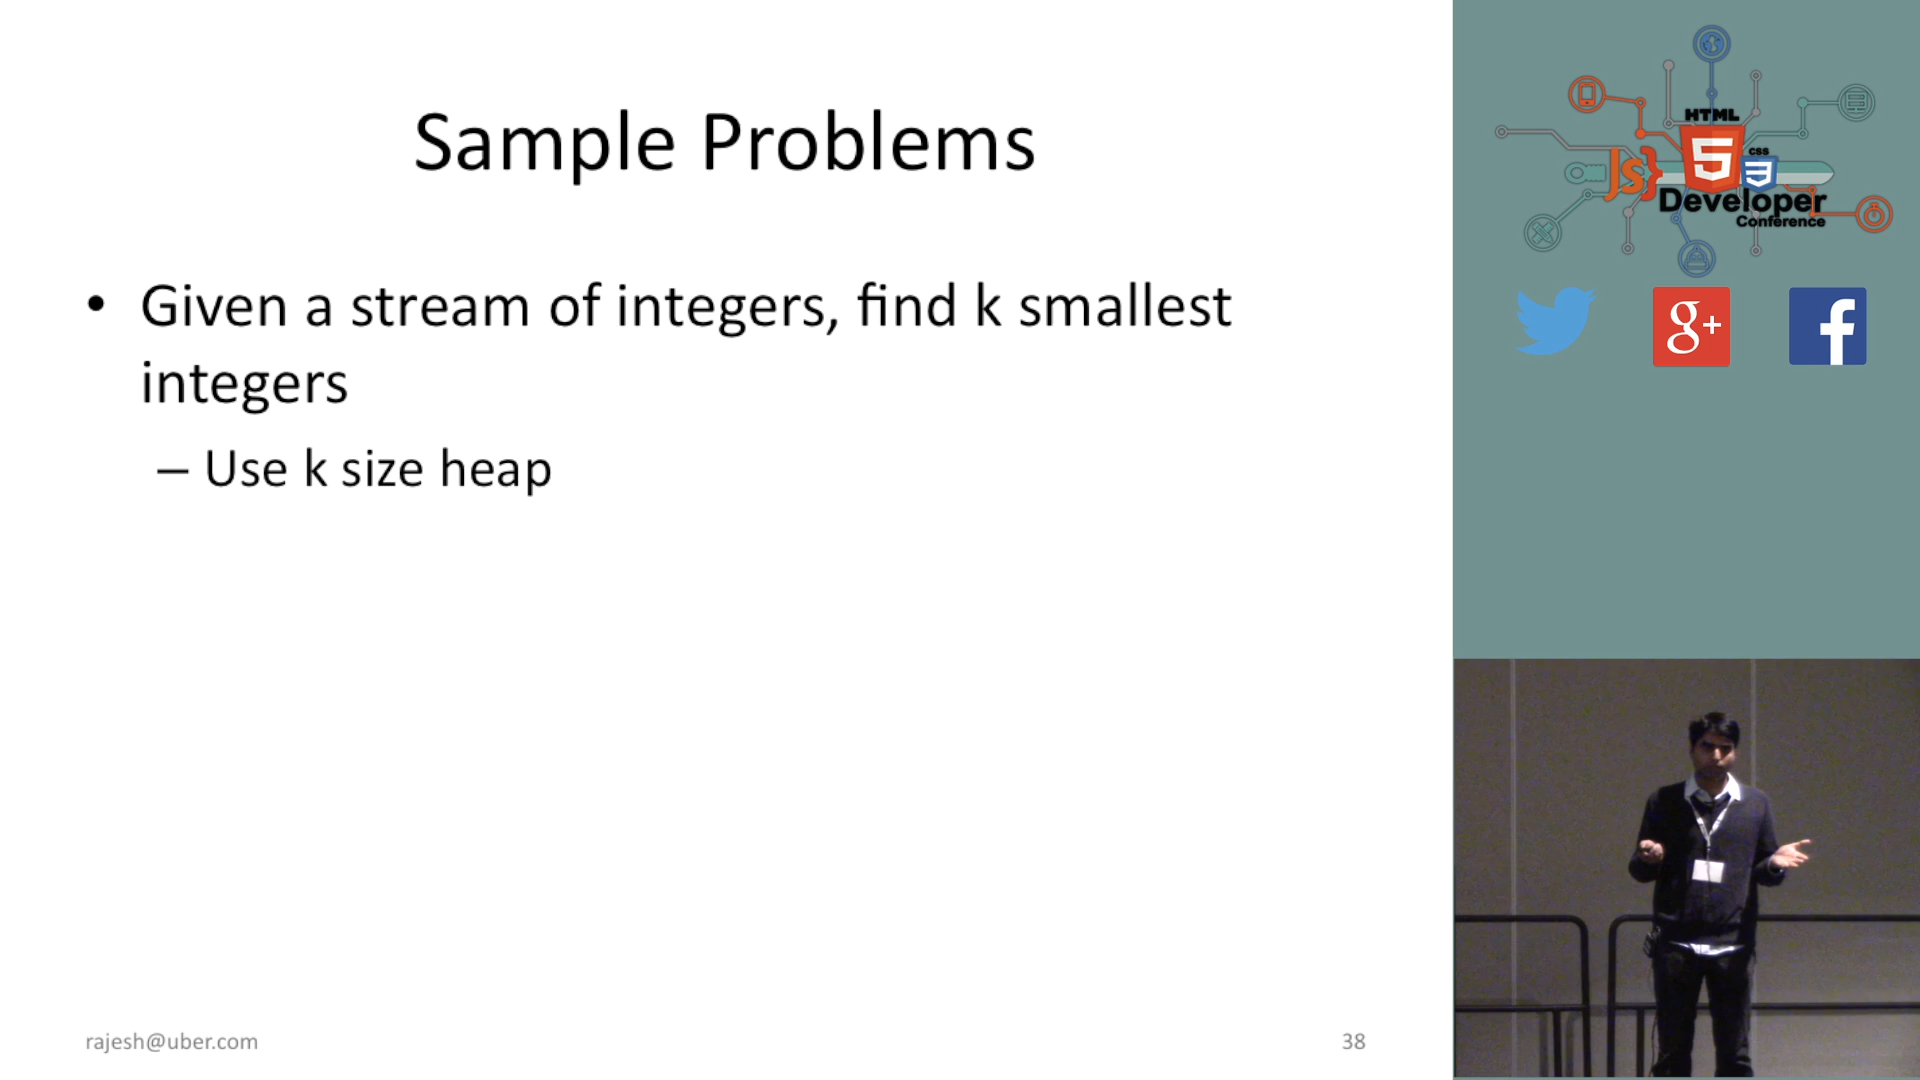 Sample Problems
• Given a stream of integers, find k smallest
integers
– Use k size heap
rajesh@uber.com
38
HTML
5
CSS
3
JS}
Developer
Conference
g+
f